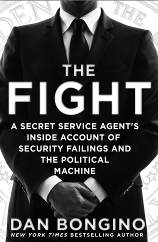 THE
FIGHT
A SECRET SERVICE AGENT'S
INSIDE ACCOUNT OF
SECURITY FAILINGS AND
THE POLITICAL
MACHINE
DAN BONGINO
NEW YORK TIMES BESTSELLING AUTHOR